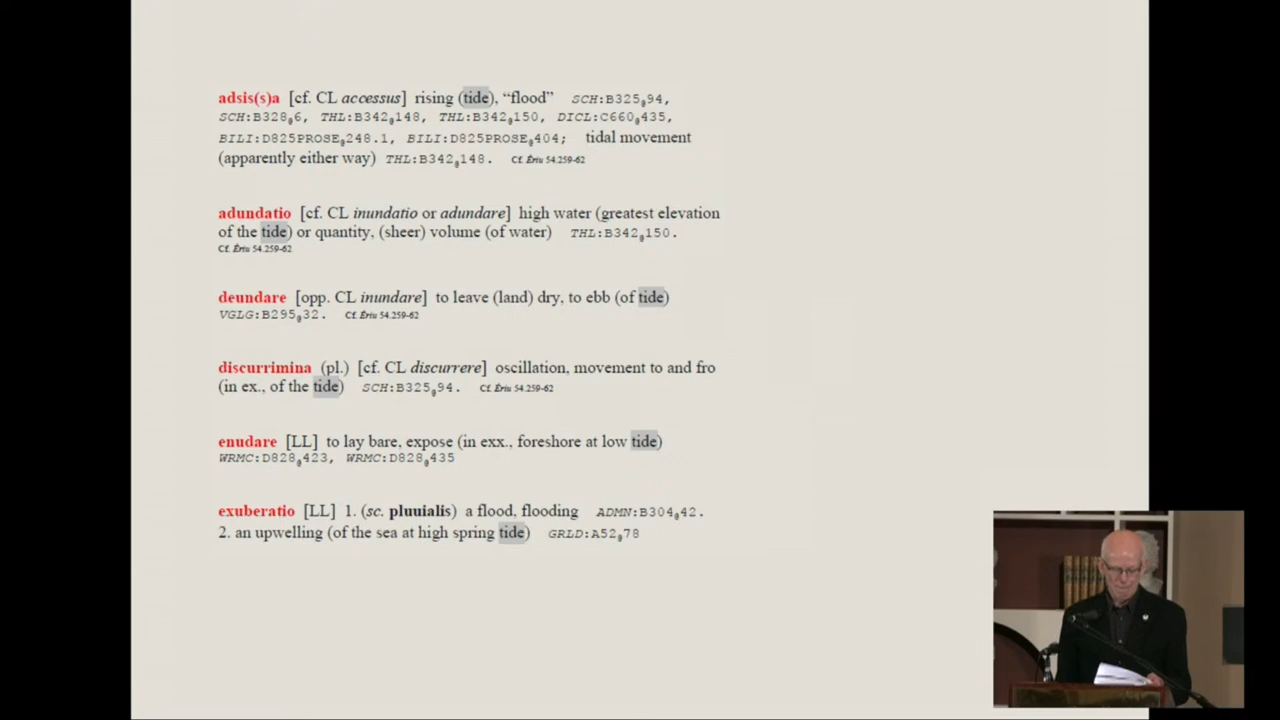 adsis(s)a [cf. CL accessus] rising (tide), “flood” SCH:B325,94,
SCH:B328,6, THL:B342,148, THL:B342,150, DICL:C660,435,
BILI:D825PROSE,248.1, BILI:D825PROSE,404; tidal movement
(apparently either way) THL:B342,148. Cf. Ériu 54.259-62
adundatio [cf. CL inundatio or adundare] high water (greatest elevation
of the tide) or quantity, (sheer) volume (of water) THL:B342,150.
Cf. Ériu 54.259-62
deundare [opp. CL inundare] to leave (land) dry, to ebb (of tide)
VGLG:B295,32. Cf. Ériu 54.259-62
discurrimina (pl.) [cf. CL discurrere] oscillation, movement to and fro
(in ex., of the tide) SCH:B325,94. Cf. Ériu 54.259-62
enudare [LL] to lay bare, expose (in exx., foreshore at low tide)
WRMC:D828,423, WRMC:D828,435
exuberatio [LL] 1. (sc. pluuialis) a flood, flooding ADMN:B304,42.
2. an upwelling (of the sea at high spring tide) GRLD:A52,78